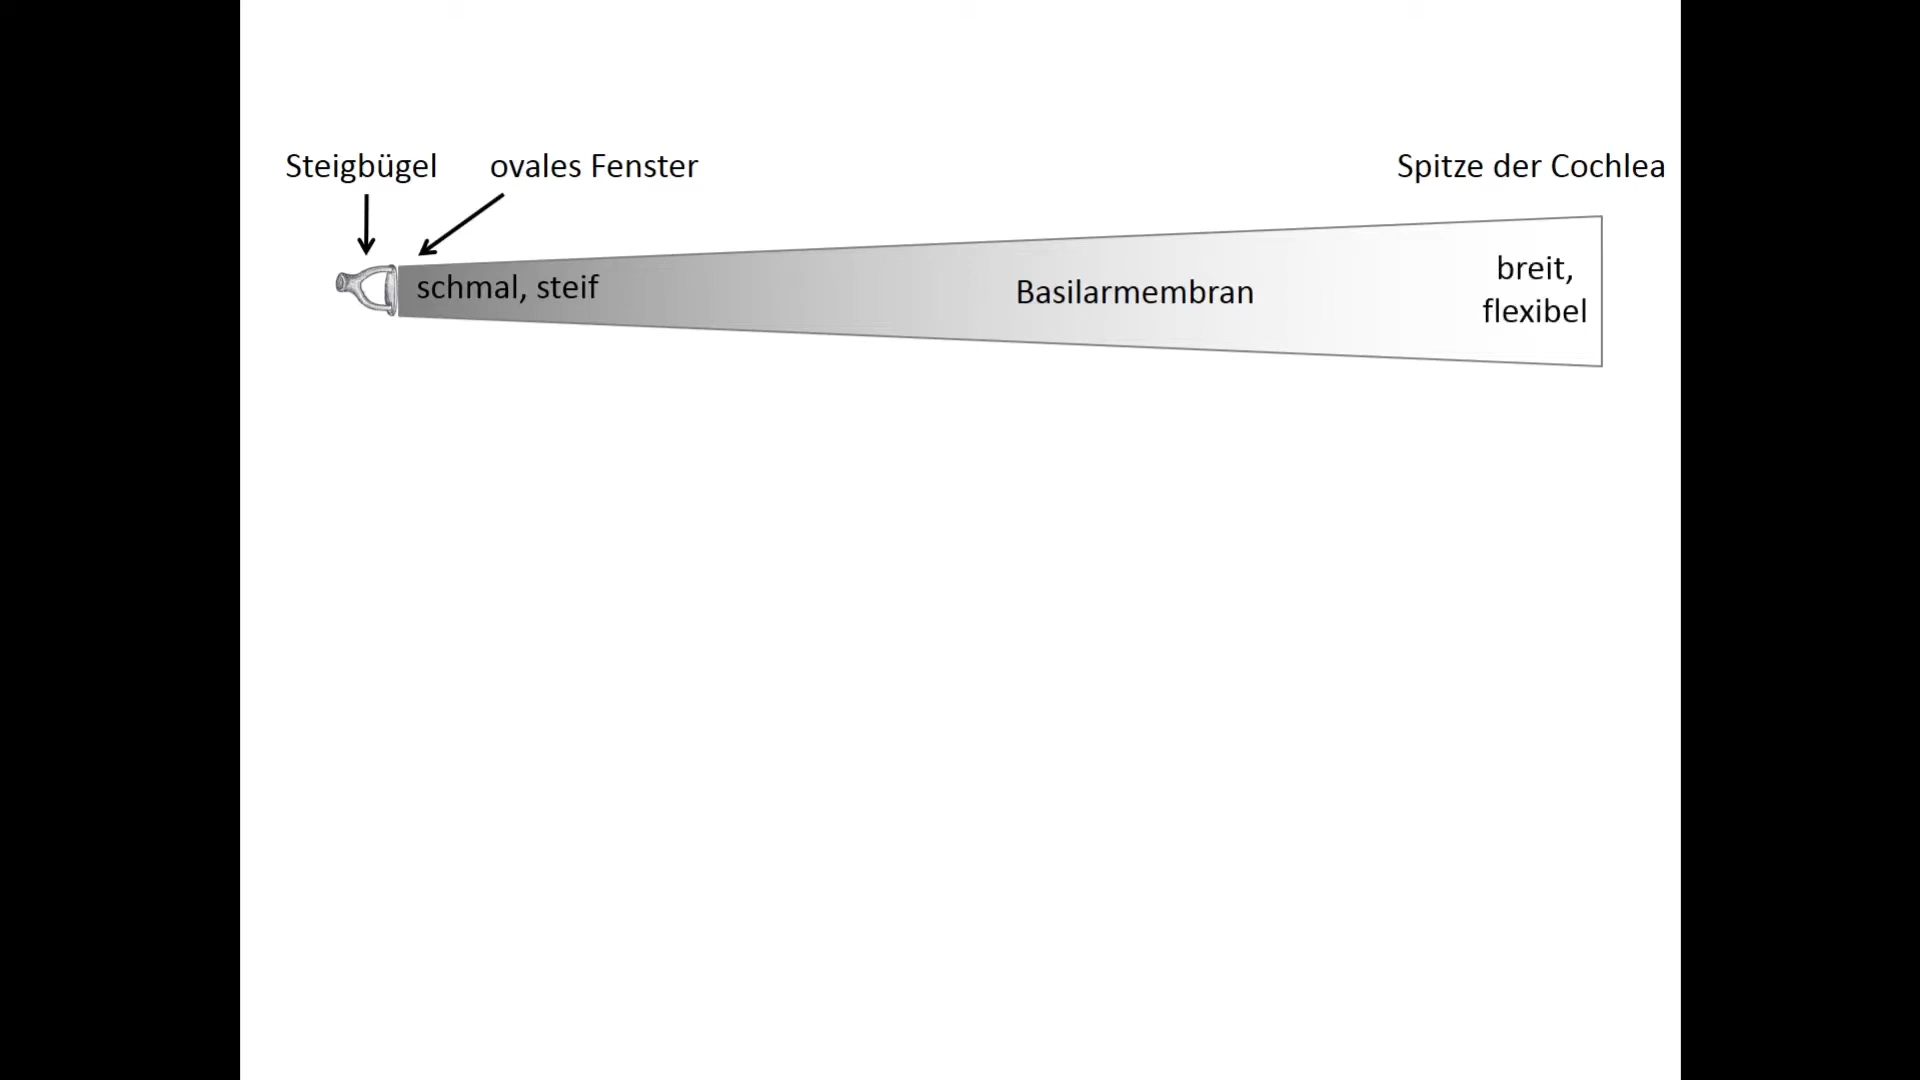 Steigbügel
ovales Fenster
Spitze der Cochlea
schmal, steif
Basilarmembran
breit,
flexibel